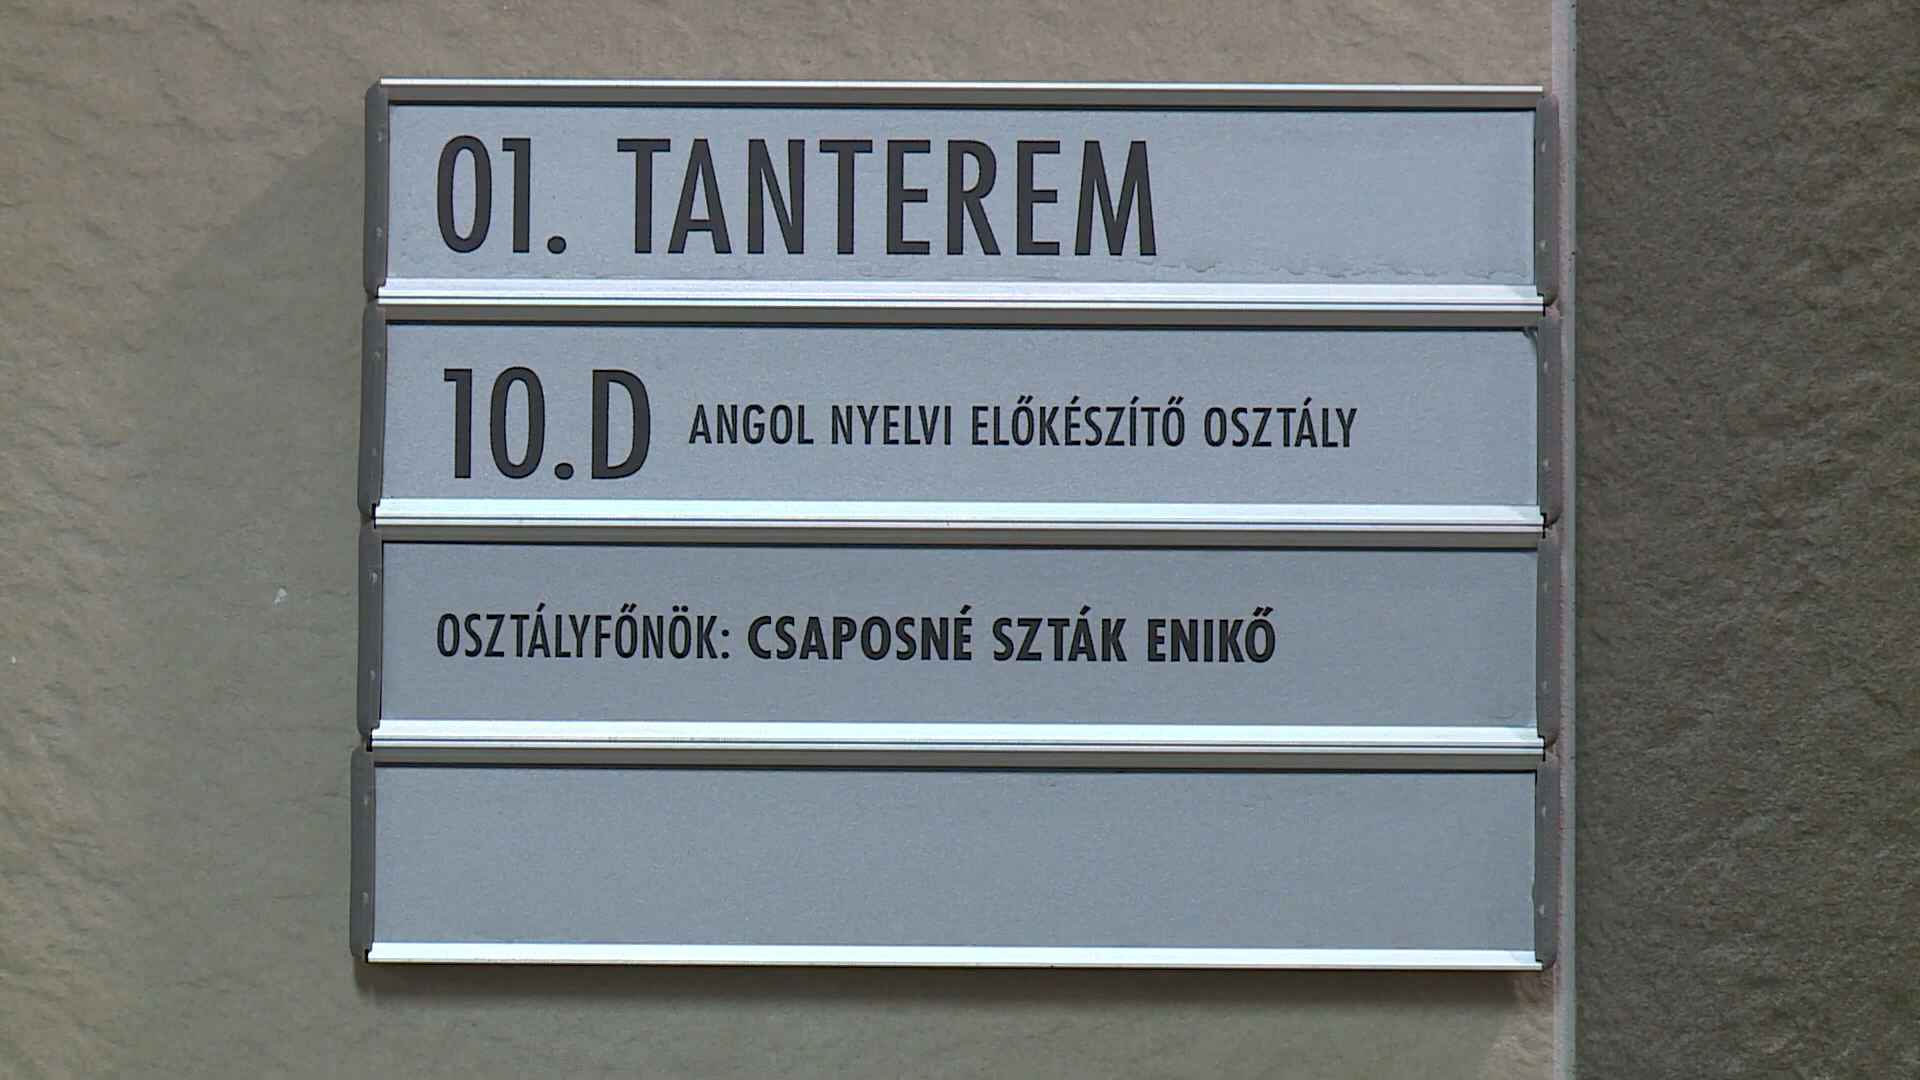 01. TANTEREM
10.D ANGOL NYELVI ELŐKÉSZÍTŐ OSZTÁLY
OSZTÁLYFŐNÖK: CSAPOSNÉ SZTÁK ENIKŐ